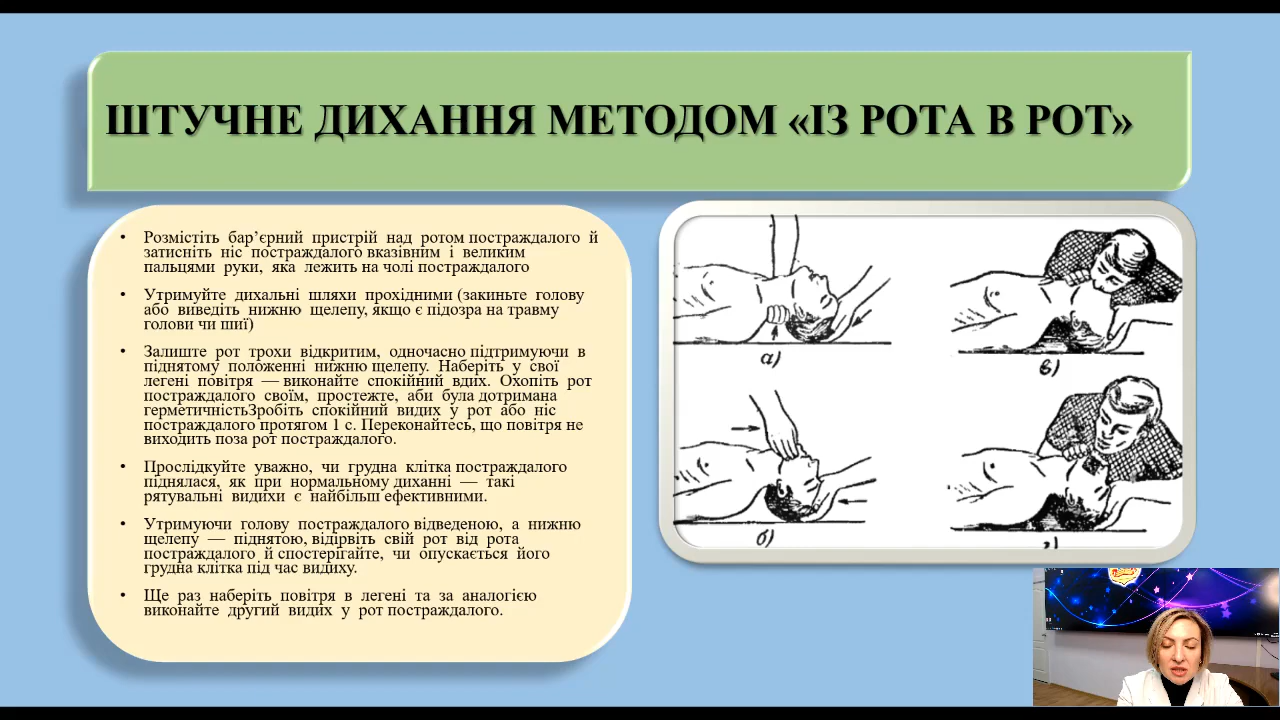 ШТУЧНЕ ДИХАННЯ МЕТОДОМ «ІЗ РОТА В РОТ»
• Розмістіть бар’єрний пристрій над ротом постраждалого й
затисніть ніс постраждалого вказівним і великим
пальцями руки, яка лежить на чолі постраждалого
• Утримуйте дихальні шляхи прохідними (закиньте голову
або виведіть нижню щелепу, якщо є підозра на травму
голови чи шиї)
• Залиште рот трохи відкритим, одночасно підтримуючи в
піднятому положенні нижню щелепу. Наберіть у свої
легені повітря — виконайте спокійний вдих. Охопіть рот
постраждалого своїм, простежте, аби була дотримана
герметичністьЗробіть спокійний видих у рот або ніс
постраждалого протягом 1 с. Переконайтесь, що повітря не
виходить поза рот постраждалого.
• Прослідкуйте уважно, чи грудна клітка постраждалого
піднялася, як при нормальному диханні — такі
рятувальні видихи є найбільш ефективними.
• Утримуючи голову постраждалого відведеною, а нижню
щелепу — піднятою, відірвіть свій рот від рота
постраждалого й спостерігайте, чи опускається його
грудна клітка під час видиху.
• Ще раз наберіть повітря в легені та за аналогією
виконайте другий видих у рот постраждалого.
а)
в)
б)
г)